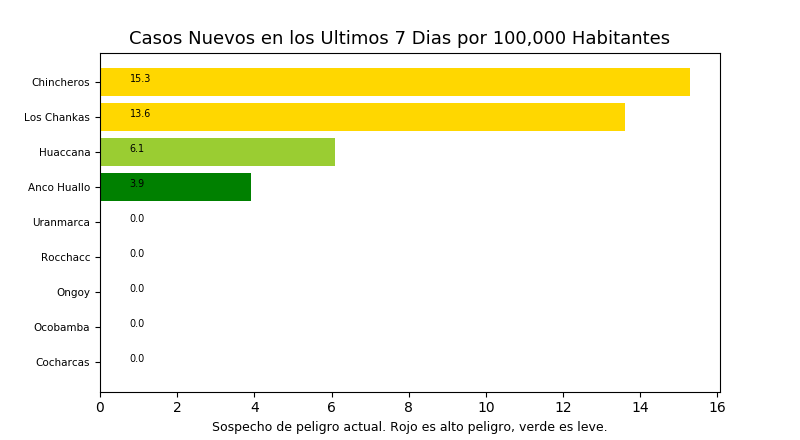 Casos Nuevos en los Ultimos 7 Dias por 100,000 Habitantes
Chincheros 15.3
Los Chankas 13.6
Huaccana 6.1
Anco Huallo 3.9
Uranmarca 0.0
Rocchacc 0.0
Ongoy 0.0
Ocobamba 0.0
Cocharcas 0.0
0 2 4 6 8 10 12 14 16
Sospecho de peligro actual. Rojo es alto peligro, verde es leve.